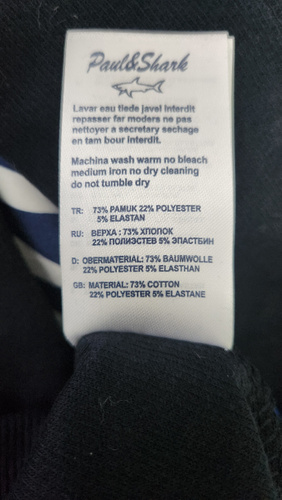 Paul&Shark
Lavar eau tiede javel interdit
repasser far moders ne pas
nettoyer a secretary sechage
en tam bour interdit.
Machina wash warm no bleach
medium iron no dry cleaning
do not tumble dry
TR: 73% PAMUK 22% POLYESTER
5% ELASTAN
RU: ВЕРХА : 73% ХПОПОК
22% ПОЛИЭСТЕВ 5% ЭПАСТБИН
D: OBERMATERIAL: 73% BAUMWOLLE
22% POLYESTER 5% ELASTHAN
GB: MATERIAL: 73% COTTON
22% POLYESTER 5% ELASTANE